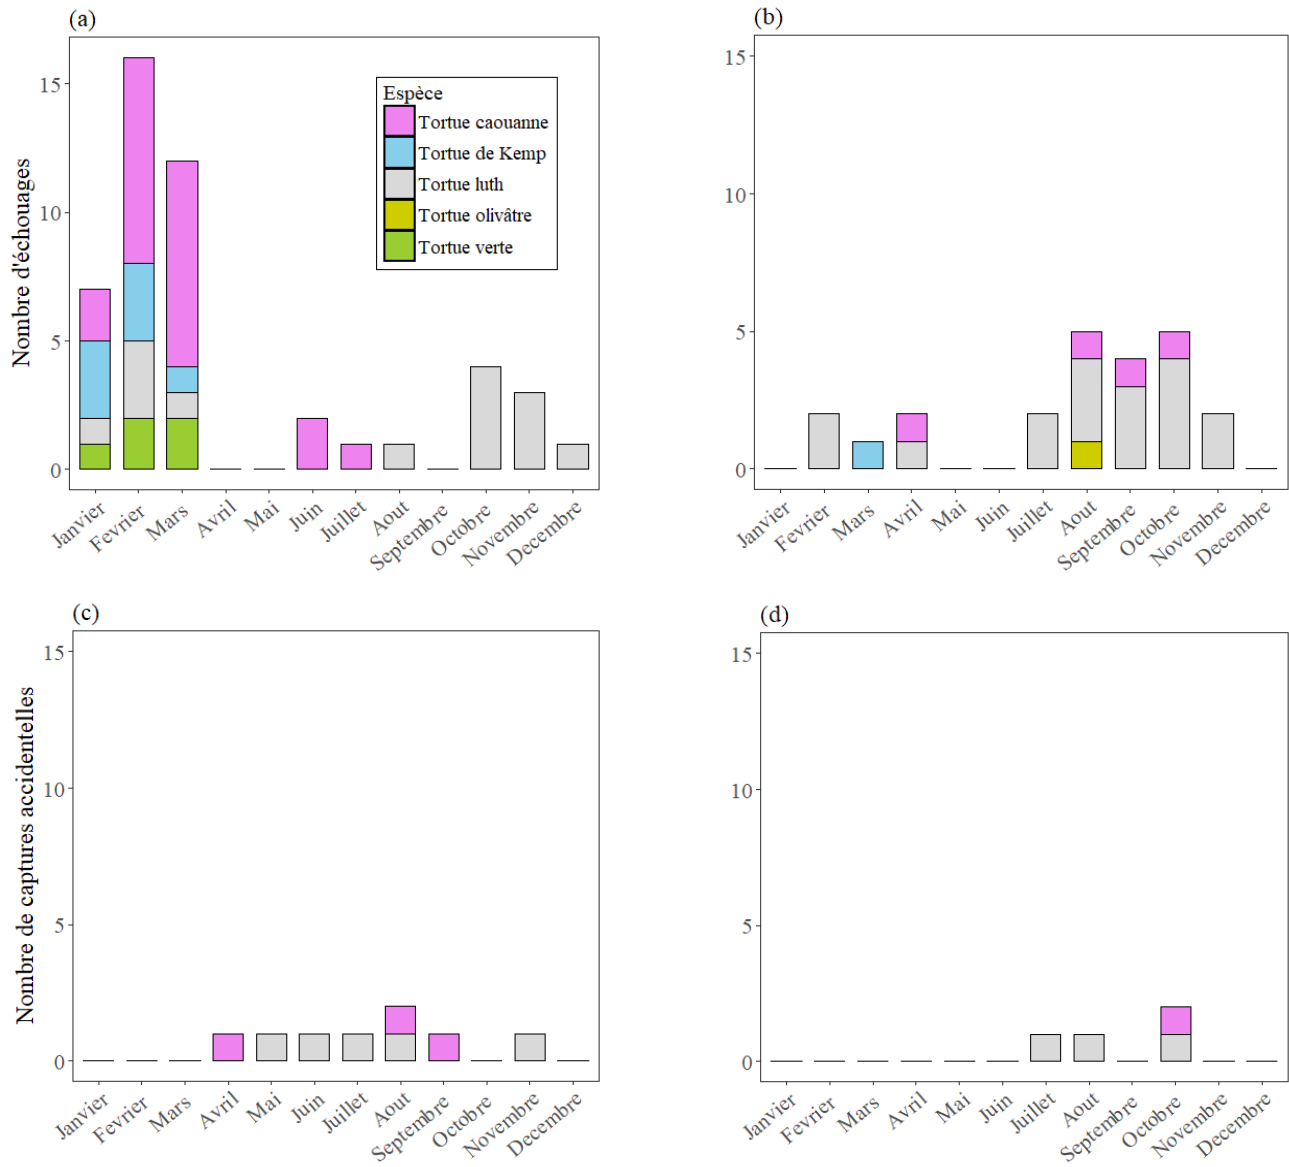 (a)
Nombre d'échouages
15
10
5
0
Espèce
Tortue caouanne
Tortue de Kemp
Tortue luth
Tortue olivâtre
Tortue verte
Janvier
Fevrier
Mars
Avril
Mai
Juin
Juillet
Aout
Septembre
Octobre
Novembre
Decembre
(b)
15
10
5
0
Janvier
Fevrier
Mars
Avril
Mai
Juin
Juillet
Aout
Septembre
Octobre
Novembre
Decembre
(c)
Nombre de captures accidentelles
15
10
5
0
Janvier
Fevrier
Mars
Avril
Mai
Juin
Juillet
Aout
Septembre
Octobre
Novembre
Decembre
(d)
15
10
5
0
Janvier
Fevrier
Mars
Avril
Mai
Juin
Juillet
Aout
Septembre
Octobre
Novembre
Decembre